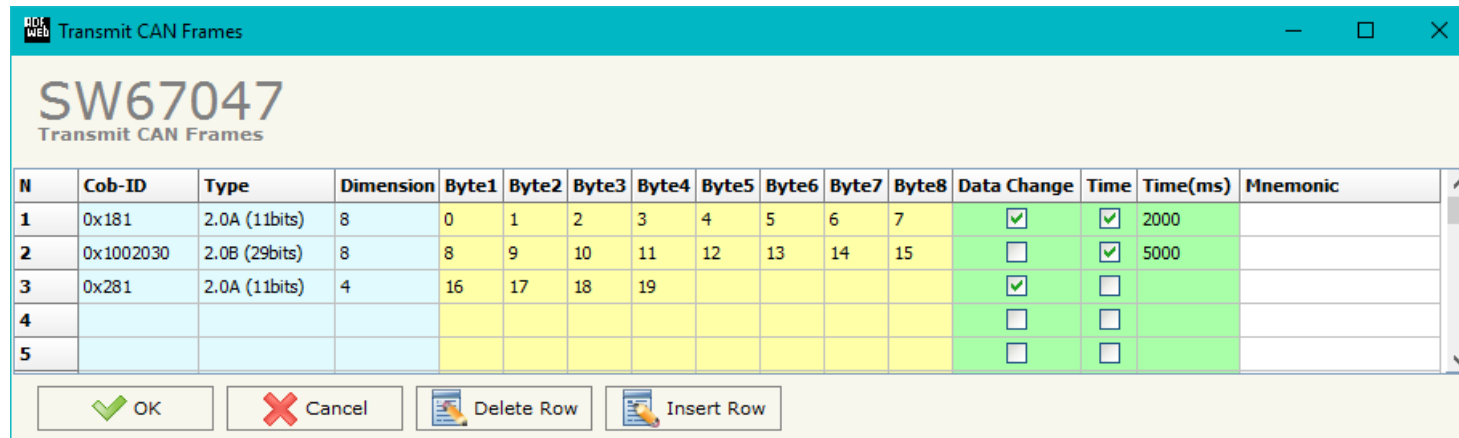 ADF WEB Transmit CAN Frames
SW67047
Transmit CAN Frames
N Cob-ID Type Dimension Byte1 Byte2 Byte3 Byte4 Byte5 Byte6 Byte7 Byte8 Data Change Time Time(ms) Mnemonic
1 0x181 2.0A (11bits) 8 0 1 2 3 4 5 6 7 2000
2 0x1002030 2.0B (29bits) 8 8 9 10 11 12 13 14 15 5000
3 0x281 2.0A (11bits) 4 16 17 18 19
4
5
OK Cancel Delete Row Insert Row